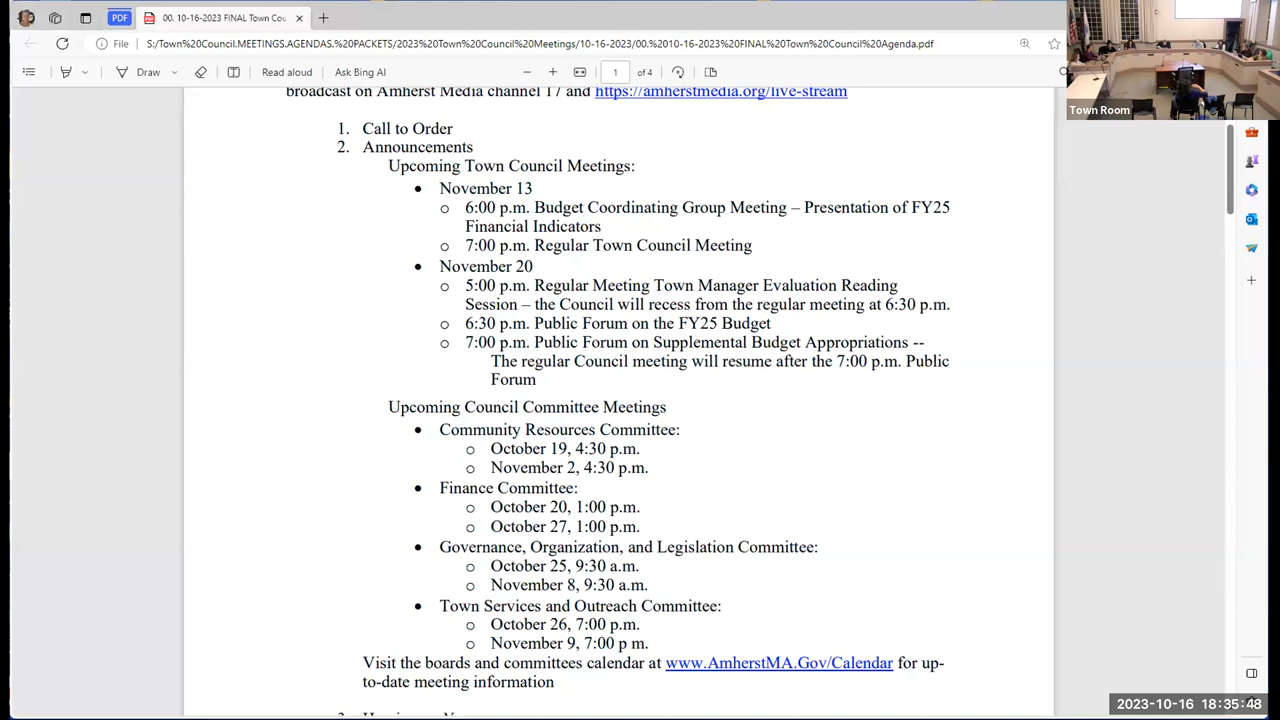 00. 10-16-2023 FINAL Town Cou
PDF
File
S:/Town%20Council.MEETINGS.AGENDAS.%20PACKETS/2023%20Town%20Council%20Meetings/10-16-2023/00.%2010-16-2023%20FINAL%20Town%20Council%20Agenda.pdf
Draw
Read aloud
Ask Bing AI
1
of 4
Town Room
broadcast on Amherst Media channel 17 and https://amherstmedia.org/live-stream
1. Call to Order
2. Announcements
Upcoming Town Council Meetings:
• November 13
o 6:00 p.m. Budget Coordinating Group Meeting – Presentation of FY25
Financial Indicators
o 7:00 p.m. Regular Town Council Meeting
• November 20
o 5:00 p.m. Regular Meeting Town Manager Evaluation Reading
Session – the Council will recess from the regular meeting at 6:30 p.m.
o 6:30 p.m. Public Forum on the FY25 Budget
o 7:00 p.m. Public Forum on Supplemental Budget Appropriations --
The regular Council meeting will resume after the 7:00 p.m. Public
Forum
Upcoming Council Committee Meetings
• Community Resources Committee:
o October 19, 4:30 p.m.
o November 2, 4:30 p.m.
• Finance Committee:
o October 20, 1:00 p.m.
o October 27, 1:00 p.m.
• Governance, Organization, and Legislation Committee:
o October 25, 9:30 a.m.
o November 8, 9:30 a.m.
• Town Services and Outreach Committee:
o October 26, 7:00 p.m.
o November 9, 7:00 p m.
Visit the boards and committees calendar at www.AmherstMA.Gov/Calendar for up-
to-date meeting information
2023-10-16 18:35:48